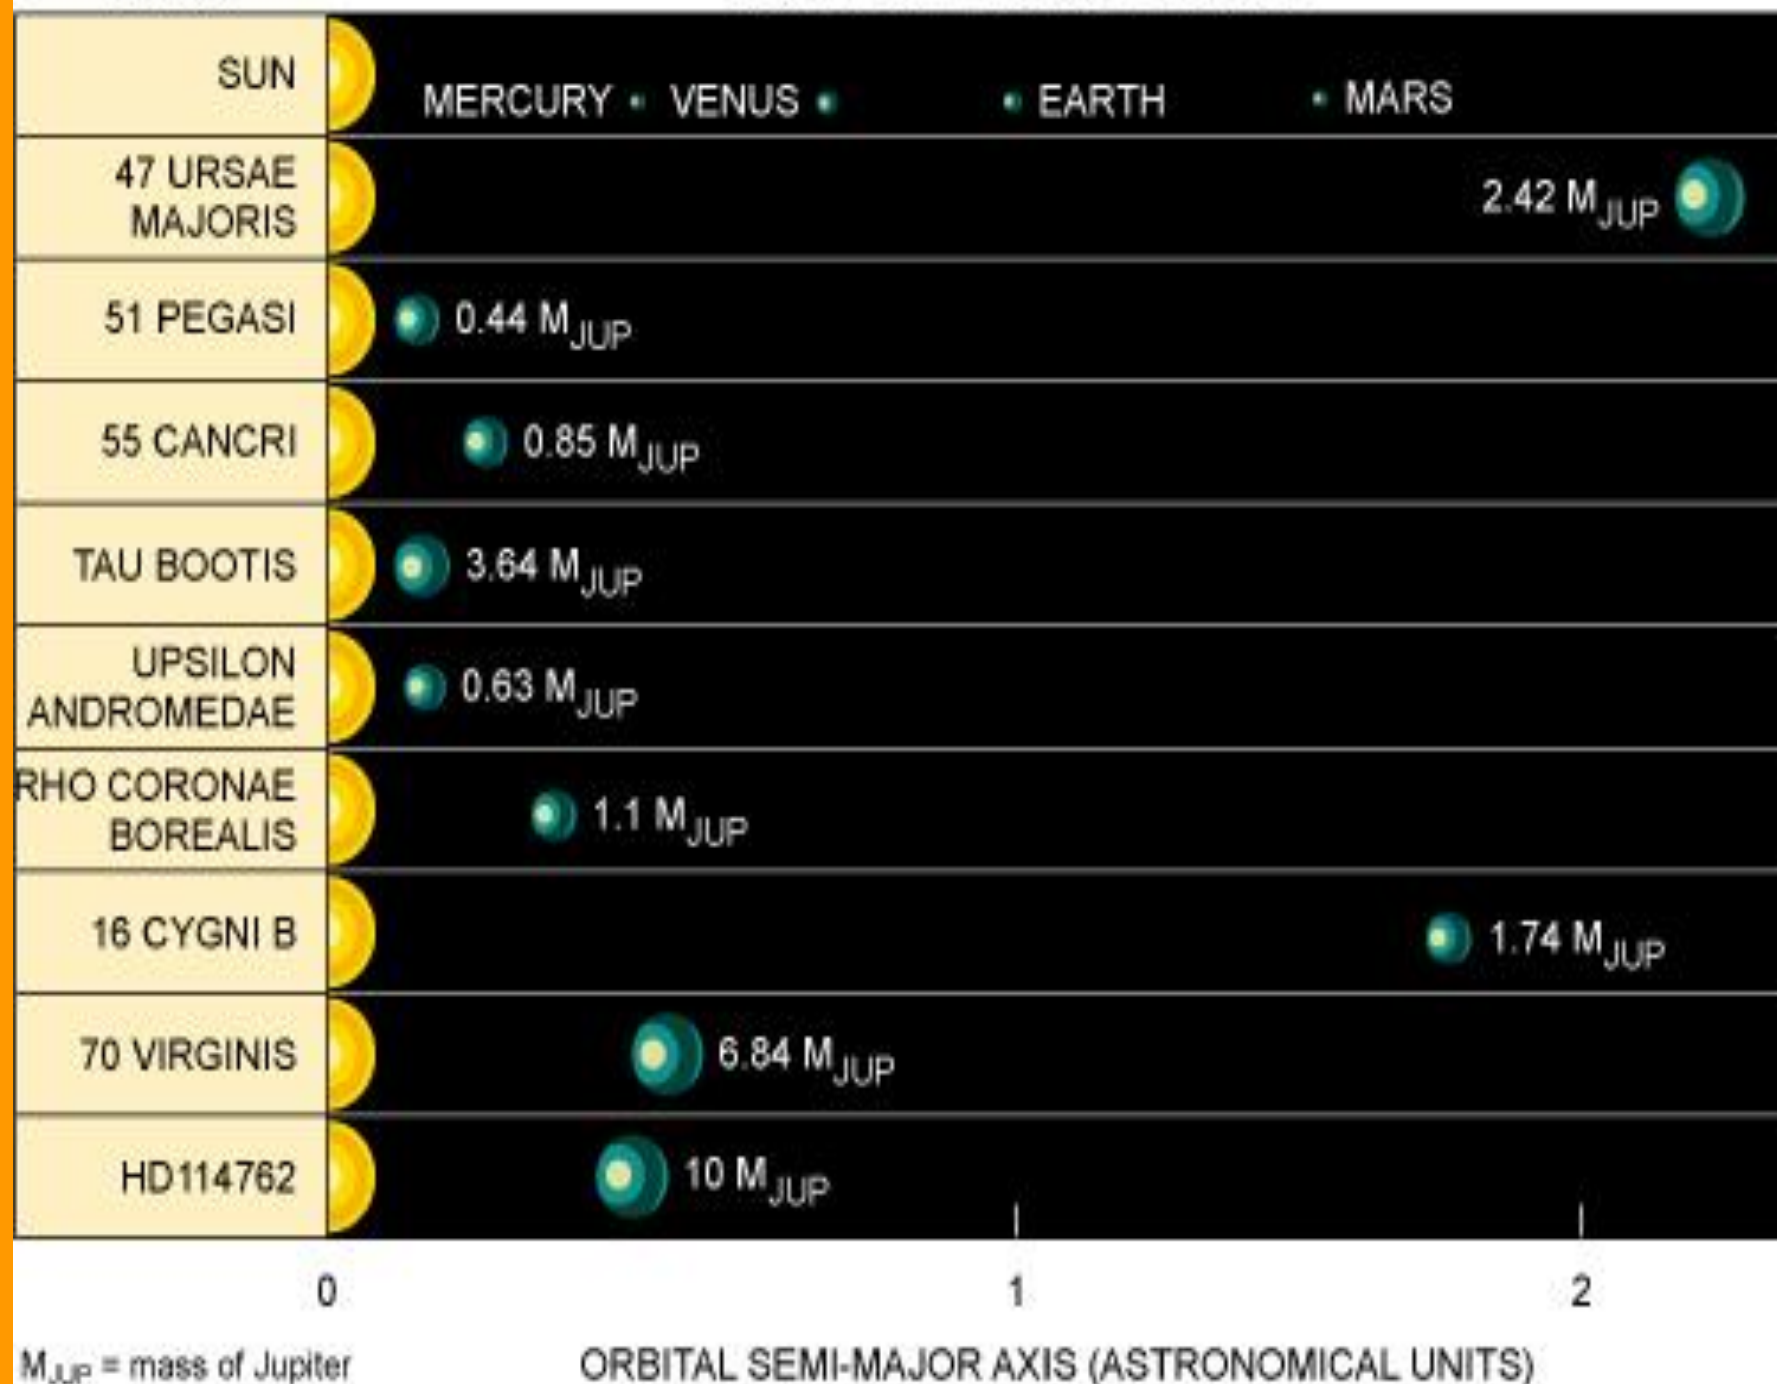 SUN
MERCURY VENUS EARTH MARS
47 URSAE
MAJORIS
2.42 MJUP
51 PEGASI
0.44 MJUP
55 CANCRI
0.85 MJUP
TAU BOOTIS
3.64 MJUP
UPSILON
ANDROMEDAE
0.63 MJUP
RHO CORONAE
BOREALIS
1.1 MJUP
16 CYGNI B
1.74 MJUP
70 VIRGINIS
6.84 MJUP
HD114762
10 MJUP
0 1 2
MJUP = mass of Jupiter
ORBITAL SEMI-MAJOR AXIS (ASTRONOMICAL UNITS)